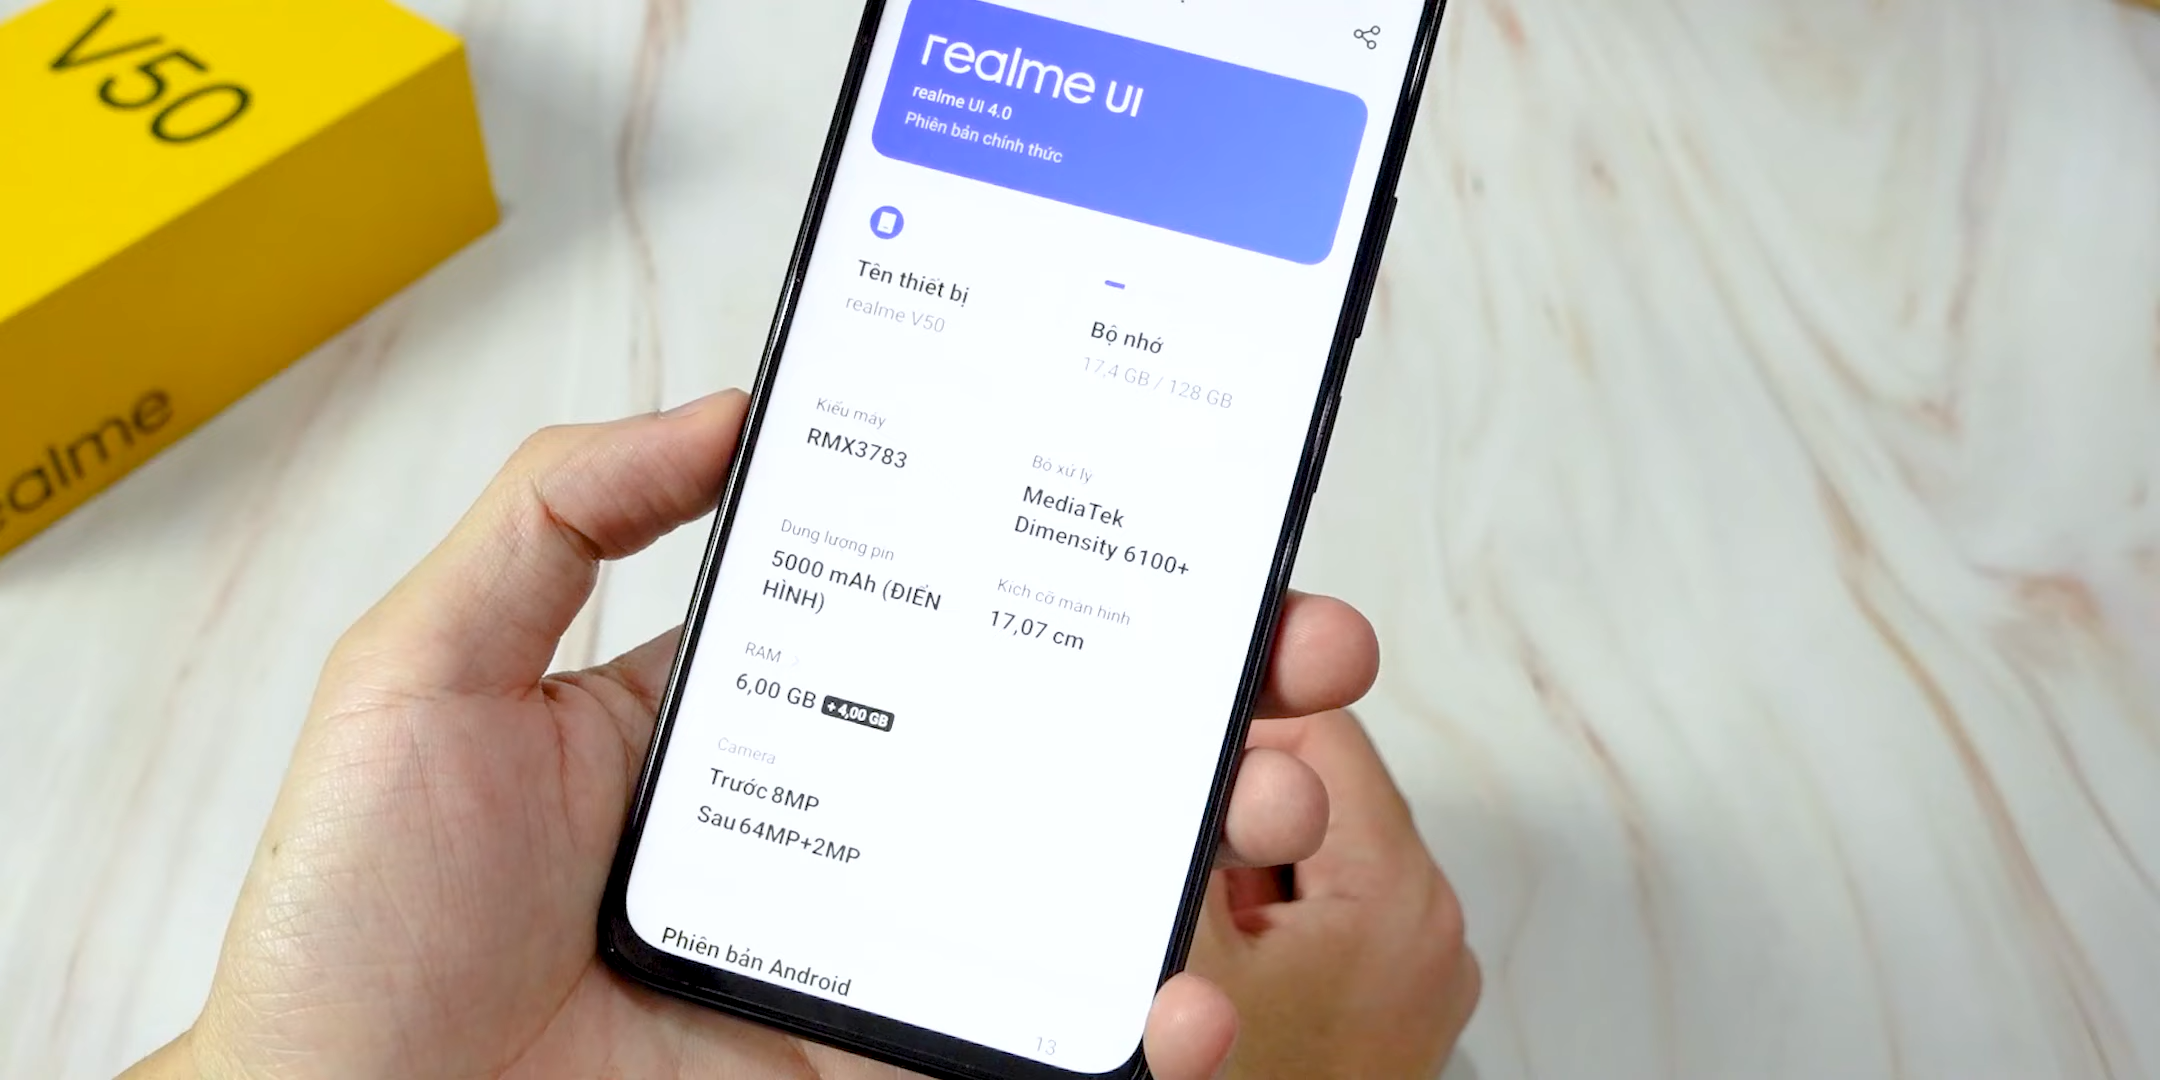 V50
ealme
realme UI
realme UI 4.0
Phiên bản chính thức
Tên thiết bị
realme V50
Bộ nhớ
17,4 GB / 128 GB
Kiểu máy
RMX3783
Bộ xử lý
MediaTek
Dimensity 6100+
Dung lượng pin
5000 mAh (ĐIỂN
HÌNH)
Kích cỡ màn hình
17,07 cm
RAM
6,00 GB + 4,00 GB
Camera
Trước 8MP
Sau 64MP+2MP
Phiên bản Android
13